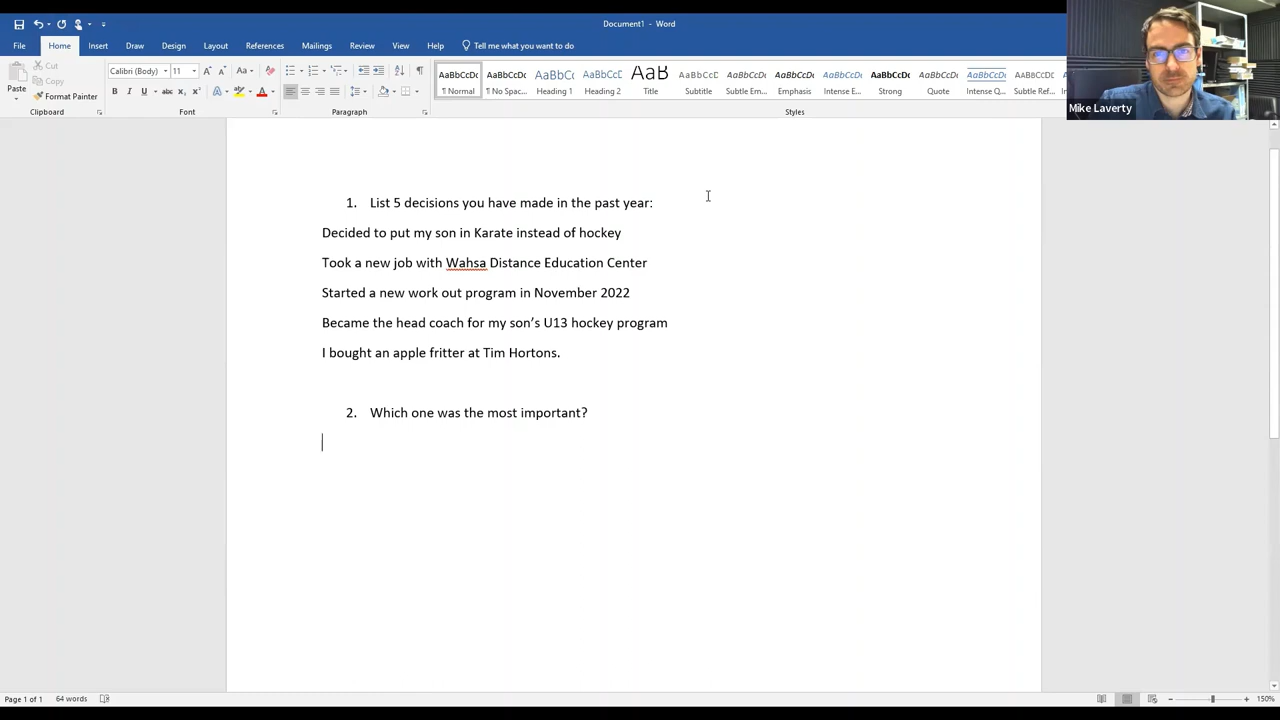 Document1 - Word
File Home Insert Draw Design Layout References Mailings Review View Help Tell me what you want to do
Paste
Cut
Copy
Format Painter
Calibri (Body) 11
AaBbCcDc AaBbCcDc AaBbCc AaBbCcC AaB AaBbCcD AaBbCcDc AaBbCcDc AaBbCcDc AaBbCcDc AaBbCcDc AaBbCcDc AaBbCcDc
¶ Normal ¶ No Spac... Heading 1 Heading 2 Title Subtitle Subtle Em... Emphasis Intense E... Strong Quote Intense Q... Subtle Ref...
Clipboard Font Paragraph Styles
Mike Laverty
1. List 5 decisions you have made in the past year:
Decided to put my son in Karate instead of hockey
Took a new job with Wahsa Distance Education Center
Started a new work out program in November 2022
Became the head coach for my son’s U13 hockey program
I bought an apple fritter at Tim Hortons.
2. Which one was the most important?
Page 1 of 1 64 words 150%